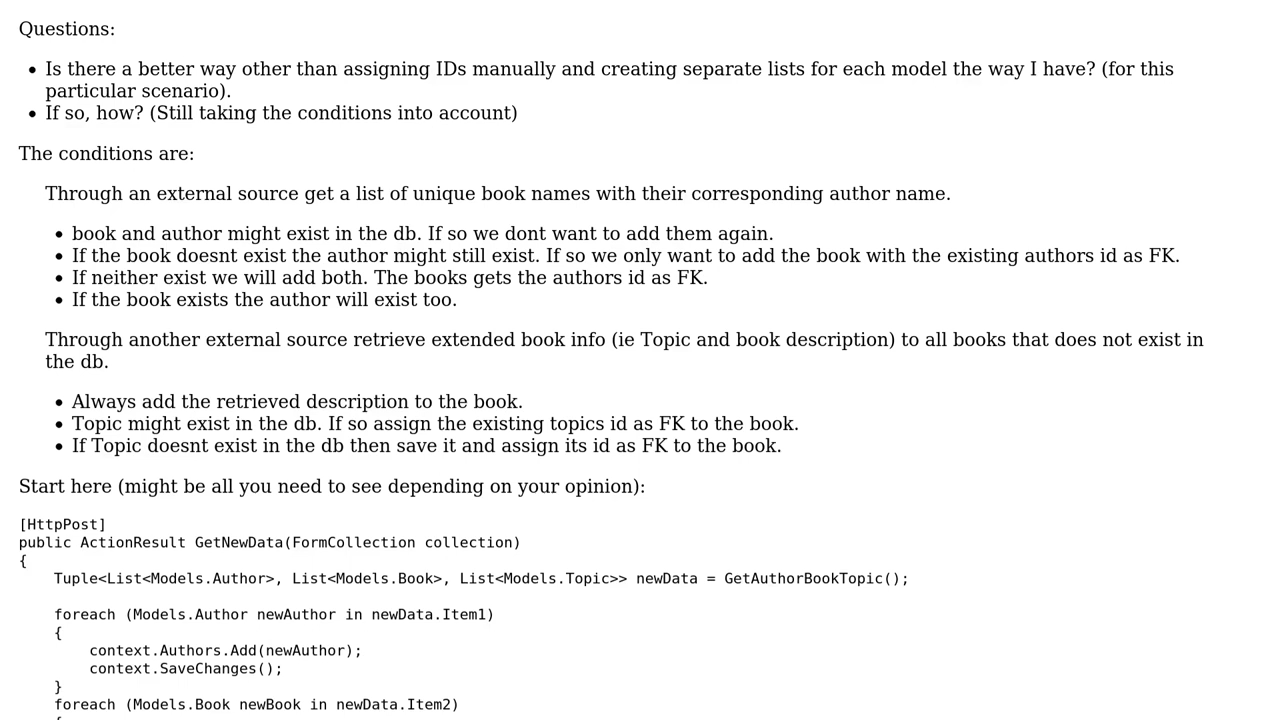 Questions:
• Is there a better way other than assigning IDs manually and creating separate lists for each model the way I have? (for this
particular scenario).
• If so, how? (Still taking the conditions into account)
The conditions are:
Through an external source get a list of unique book names with their corresponding author name.
• book and author might exist in the db. If so we dont want to add them again.
• If the book doesnt exist the author might still exist. If so we only want to add the book with the existing authors id as FK.
• If neither exist we will add both. The books gets the authors id as FK.
• If the book exists the author will exist too.
Through another external source retrieve extended book info (ie Topic and book description) to all books that does not exist in
the db.
• Always add the retrieved description to the book.
• Topic might exist in the db. If so assign the existing topics id as FK to the book.
• If Topic doesnt exist in the db then save it and assign its id as FK to the book.
Start here (might be all you need to see depending on your opinion):
[HttpPost]
public ActionResult GetNewData(FormCollection collection)
{
    Tuple<List<Models.Author>, List<Models.Book>, List<Models.Topic>> newData = GetAuthorBookTopic();
    foreach (Models.Author newAuthor in newData.Item1)
    {
        context.Authors.Add(newAuthor);
        context.SaveChanges();
    }
    foreach (Models.Book newBook in newData.Item2)
    {